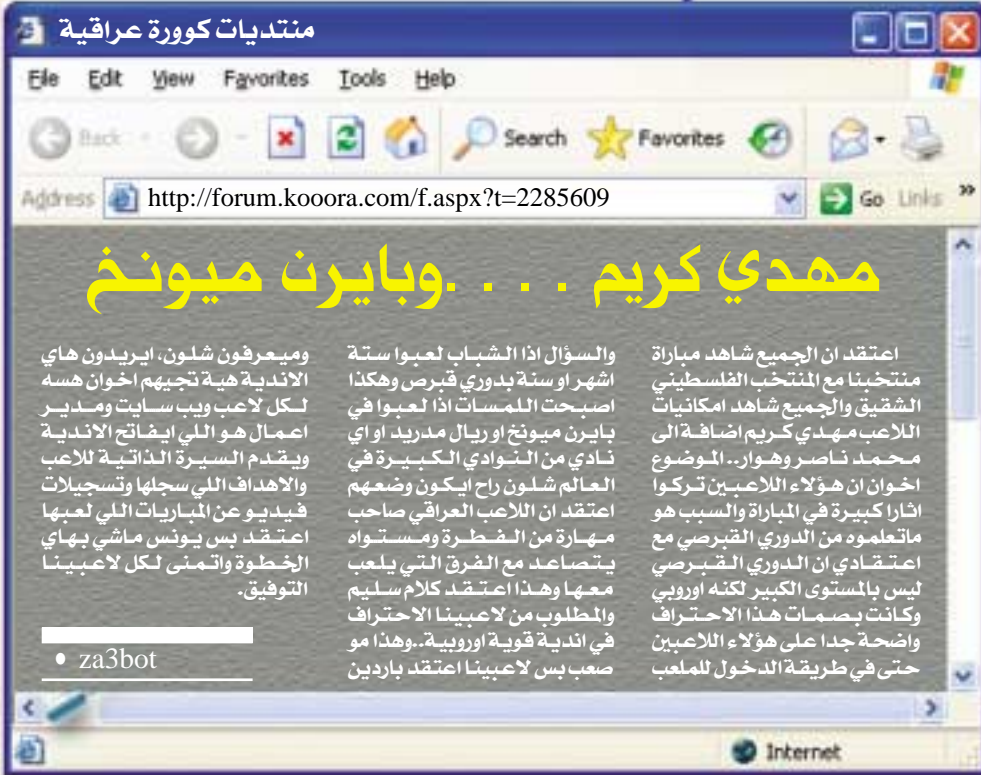 منتديات كوورة عراقية
File Edit View Favorites Tools Help
Back Search Favorites
Address http://forum.kooora.com/f.aspx?t=2285609 Go Links »
مهدي كريم . . . .وبايرن ميونخ
اعتقد ان الجميع شاهد مباراة
منتخبنا مع المنتخب الفلسطيني
الشقيق والجميع شاهد امكانيات
اللاعب مهدي كريم اضافة الى
محمد ناصر وهوار.. الموضوع
اخوان ان هؤلاء اللاعبين تركوا
اثارا كبيرة في المباراة والسبب هو
ماتعلموه من الدوري القبرصي مع
اعتقادي ان الدوري القبرصي
ليس بالمستوى الكبير لكنه اوروبي
وكانت بصمات هذا الاحتراف
واضحة جدا على هؤلاء اللاعبين
حتى في طريقة الدخول للملعب
والسؤال اذا الشباب لعبوا ستة
اشهر او سنة بدوري قبرص وهكذا
اصبحت اللمسات اذا لعبوا في
بايرن ميونخ او ريال مدريد او اي
نادي من النوادي الكبيرة في
العالم شلون راح ايكون وضعهم
اعتقد ان اللاعب العراقي صاحب
مهارة من الفطرة ومستواه
يتصاعد مع الفرق التي يلعب
معها وهذا اعتقد كلام سليم
والمطلوب من لاعبينا الاحتراف
في اندية قوية اوروبية..وهذا مو
صعب بس لاعبينا اعتقد باردين
وميعرفون شلون، ايريدون هاي
الاندية هية تجيهم اخوان هسه
لكل لاعب ويب سايت ومدير
اعمال هو اللي ايفاتح الاندية
ويقدم السيرة الذاتية للاعب
والاهداف اللي سجلها وتسجيلات
فيديو عن المباريات اللي لعبها
اعتقد بس يونس ماشي بهاي
الخطوة واتمنى لكل لاعبينا
التوفيق.
• za3bot
Internet